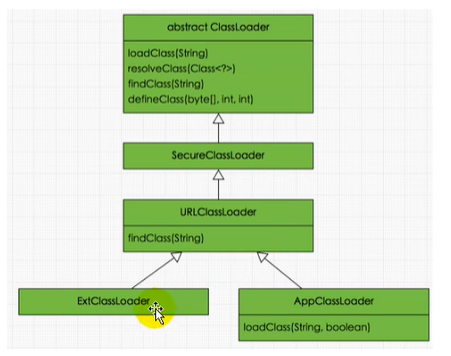 abstract ClassLoader
loadClass(String)
resolveClass(Class<?>)
findClass(String)
defineClass(byte[], int, int)
SecureClassLoader
URLClassLoader
findClass(String)
ExtClassLoader
AppClassLoader
loadClass(String, boolean)